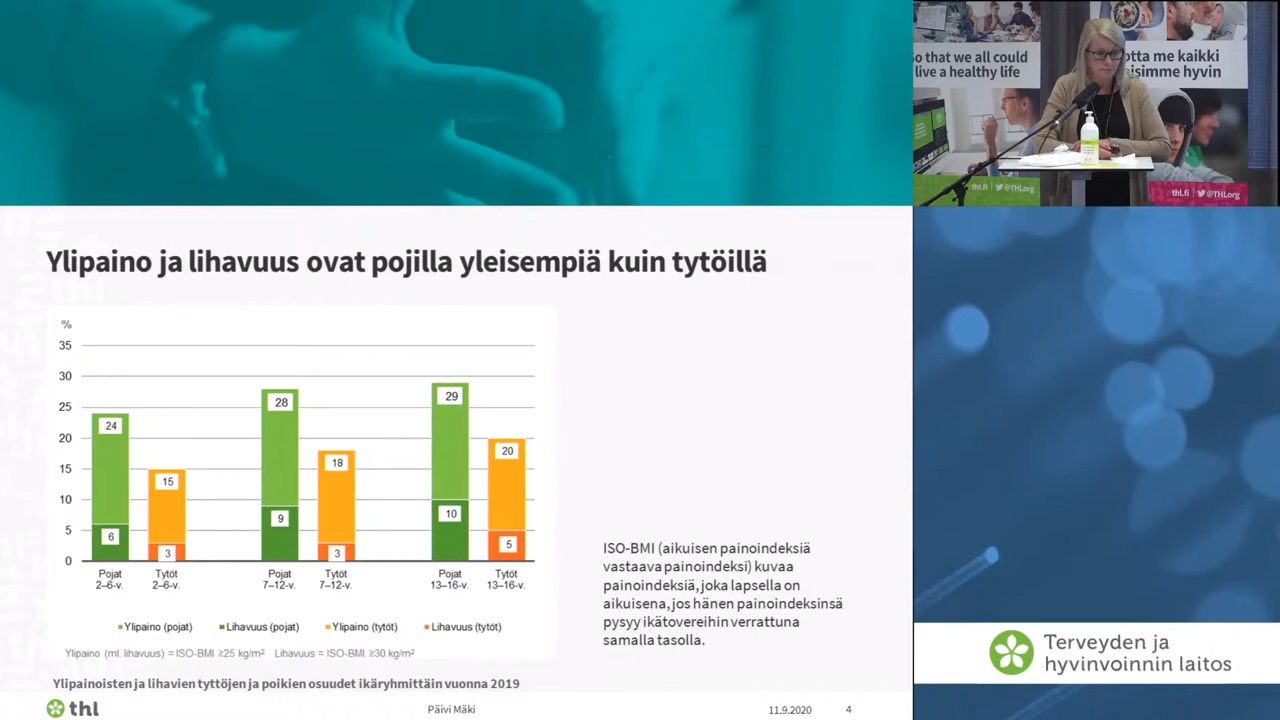 So that we all could
live a healthy life
otta me kaikki
isimme hyvin
thl.fi | @THLorg
thl.fi | @THLorg
Ylipaino ja lihavuus ovat pojilla yleisempiä kuin tytöillä
%
35
30
25
20
15
10
5
0
24
6
15
3
28
9
18
3
29
10
20
5
Pojat
2–6-v.
Tytöt
2–6-v.
Pojat
7–12-v.
Tytöt
7–12-v.
Pojat
13–16-v.
Tytöt
13–16-v.
Ylipaino (pojat) Lihavuus (pojat) Ylipaino (tytöt) Lihavuus (tytöt)
Ylipaino (ml. lihavuus) = ISO-BMI ≥25 kg/m² Lihavuus = ISO-BMI ≥30 kg/m²
Ylipainoisten ja lihavien tyttöjen ja poikien osuudet ikäryhmittäin vuonna 2019
ISO-BMI (aikuisen painoindeksiä
vastaava painoindeksi) kuvaa
painoindeksiä, joka lapsella on
aikuisena, jos hänen painoindeksinsä
pysyy ikätovereihin verrattuna
samalla tasolla.
thl
Päivi Mäki
11.9.2020
4
Terveyden ja
hyvinvoinnin laitos